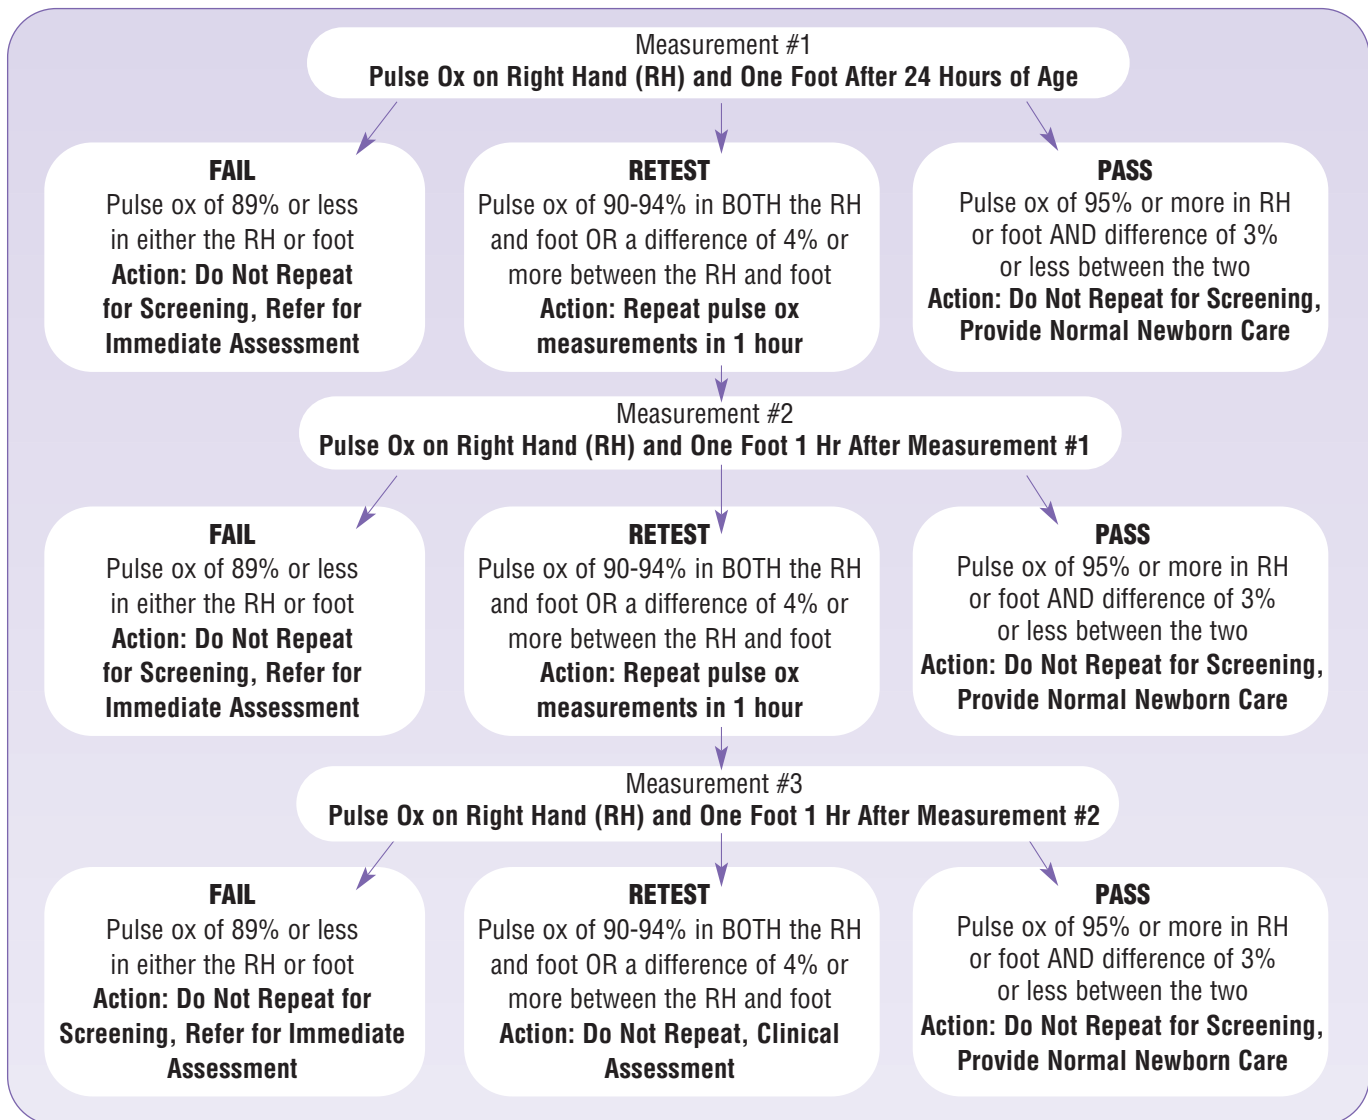 Measurement #1
Pulse Ox on Right Hand (RH) and One Foot After 24 Hours of Age
FAIL
Pulse ox of 89% or less
in either the RH or foot
Action: Do Not Repeat
for Screening, Refer for
Immediate Assessment
RETEST
Pulse ox of 90-94% in BOTH the RH
and foot OR a difference of 4% or
more between the RH and foot
Action: Repeat pulse ox
measurements in 1 hour
PASS
Pulse ox of 95% or more in RH
or foot AND difference of 3%
or less between the two
Action: Do Not Repeat for Screening,
Provide Normal Newborn Care
Measurement #2
Pulse Ox on Right Hand (RH) and One Foot 1 Hr After Measurement #1
FAIL
Pulse ox of 89% or less
in either the RH or foot
Action: Do Not Repeat
for Screening, Refer for
Immediate Assessment
RETEST
Pulse ox of 90-94% in BOTH the RH
and foot OR a difference of 4% or
more between the RH and foot
Action: Repeat pulse ox
measurements in 1 hour
PASS
Pulse ox of 95% or more in RH
or foot AND difference of 3%
or less between the two
Action: Do Not Repeat for Screening,
Provide Normal Newborn Care
Measurement #3
Pulse Ox on Right Hand (RH) and One Foot 1 Hr After Measurement #2
FAIL
Pulse ox of 89% or less
in either the RH or foot
Action: Do Not Repeat for
Screening, Refer for Immediate
Assessment
RETEST
Pulse ox of 90-94% in BOTH the RH
and foot OR a difference of 4% or
more between the RH and foot
Action: Do Not Repeat, Clinical
Assessment
PASS
Pulse ox of 95% or more in RH
or foot AND difference of 3%
or less between the two
Action: Do Not Repeat for Screening,
Provide Normal Newborn Care